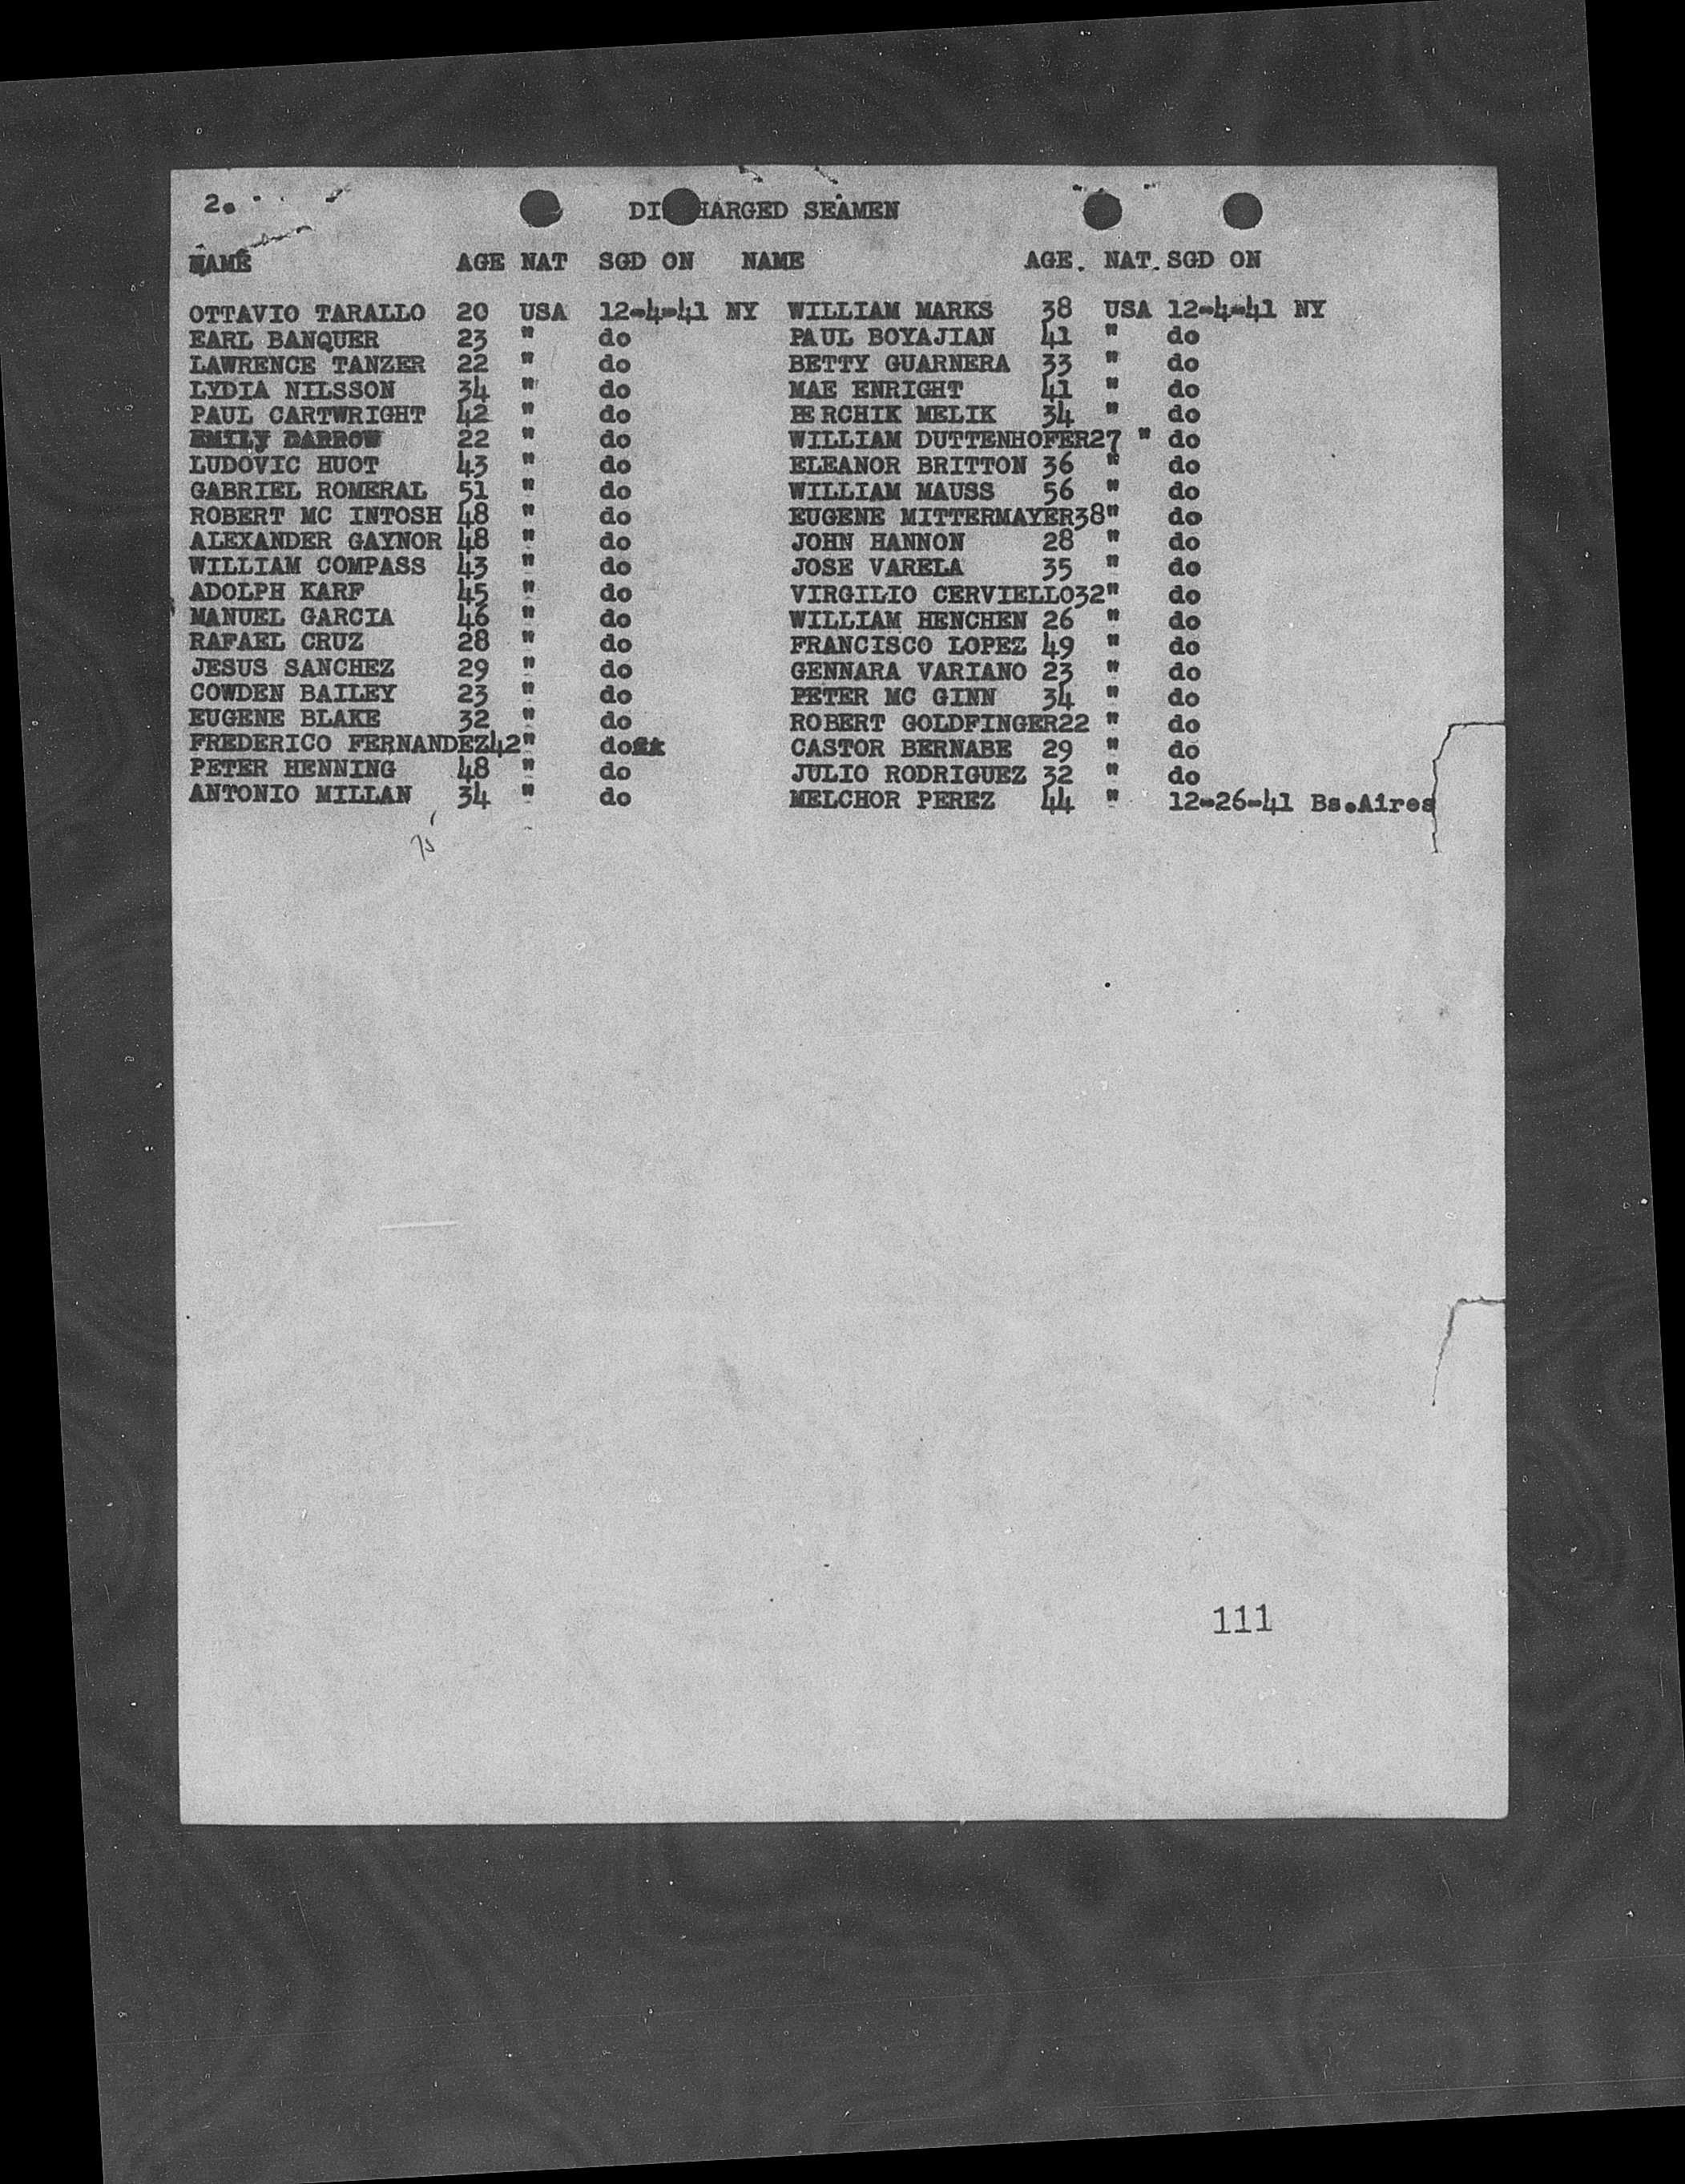 2.
DISCHARGED SEAMEN
NAME AGE NAT SGD ON NAME AGE. NAT. SGD ON
OTTAVIO TARALLO 20 USA 12-4-41 NY WILLIAM MARKS 38 USA 12-4-41 NY
EARL BANQUER 23 " do PAUL BOYAJIAN 41 " do
LAWRENCE TANZER 22 " do BETTY GUARNERA 33 " do
LYDIA NILSSON 34 " do MAE ENRIGHT 41 " do
PAUL CARTWRIGHT 42 " do BERCHIK MELIK 34 " do
EMILY DARROW 22 " do WILLIAM DUTTENHOFER27 " do
LUDOVIC HUOT 43 " do ELEANOR BRITTON 36 " do
GABRIEL ROMERAL 51 " do WILLIAM MAUSS 56 " do
ROBERT MC INTOSH 48 " do EUGENE MITTERMAYER38" do
ALEXANDER GAYNOR 48 " do JOHN HANNON 28 " do
WILLIAM COMPASS 43 " do JOSE VARELA 35 " do
ADOLPH KARF 45 " do VIRGILIO CERVIELLO32" do
MANUEL GARCIA 46 " do WILLIAM HENCHEN 26 " do
RAFAEL CRUZ 28 " do FRANCISCO LOPEZ 49 " do
JESUS SANCHEZ 29 " do GENNARA VARIANO 23 " do
COWDEN BAILEY 23 " do PETER MC GINN 34 " do
EUGENE BLAKE 32 " do ROBERT GOLDFINGER22 " do
FREDERICO FERNANDEZ42" do CASTOR BERNABE 29 " do
PETER HENNING 48 " do JULIO RODRIGUEZ 32 " do
ANTONIO MILLAN 34 " do MELCHOR PEREZ 44 " 12-26-41 Bs.Aires
111